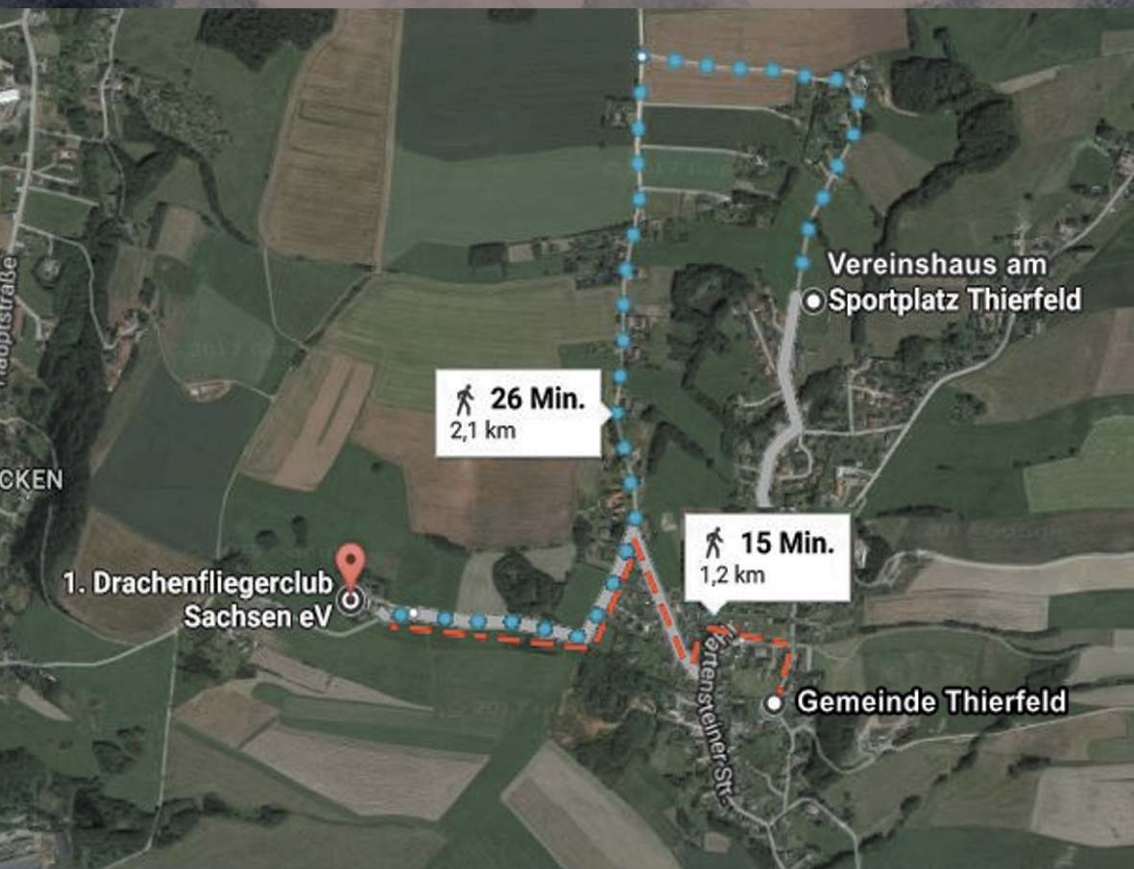 Hauptstraße
Vereinshaus am
Sportplatz Thierfeld
26 Min.
2,1 km
CKEN
15 Min.
1,2 km
1. Drachenfliegerclub
Sachsen eV
Gemeinde Thierfeld